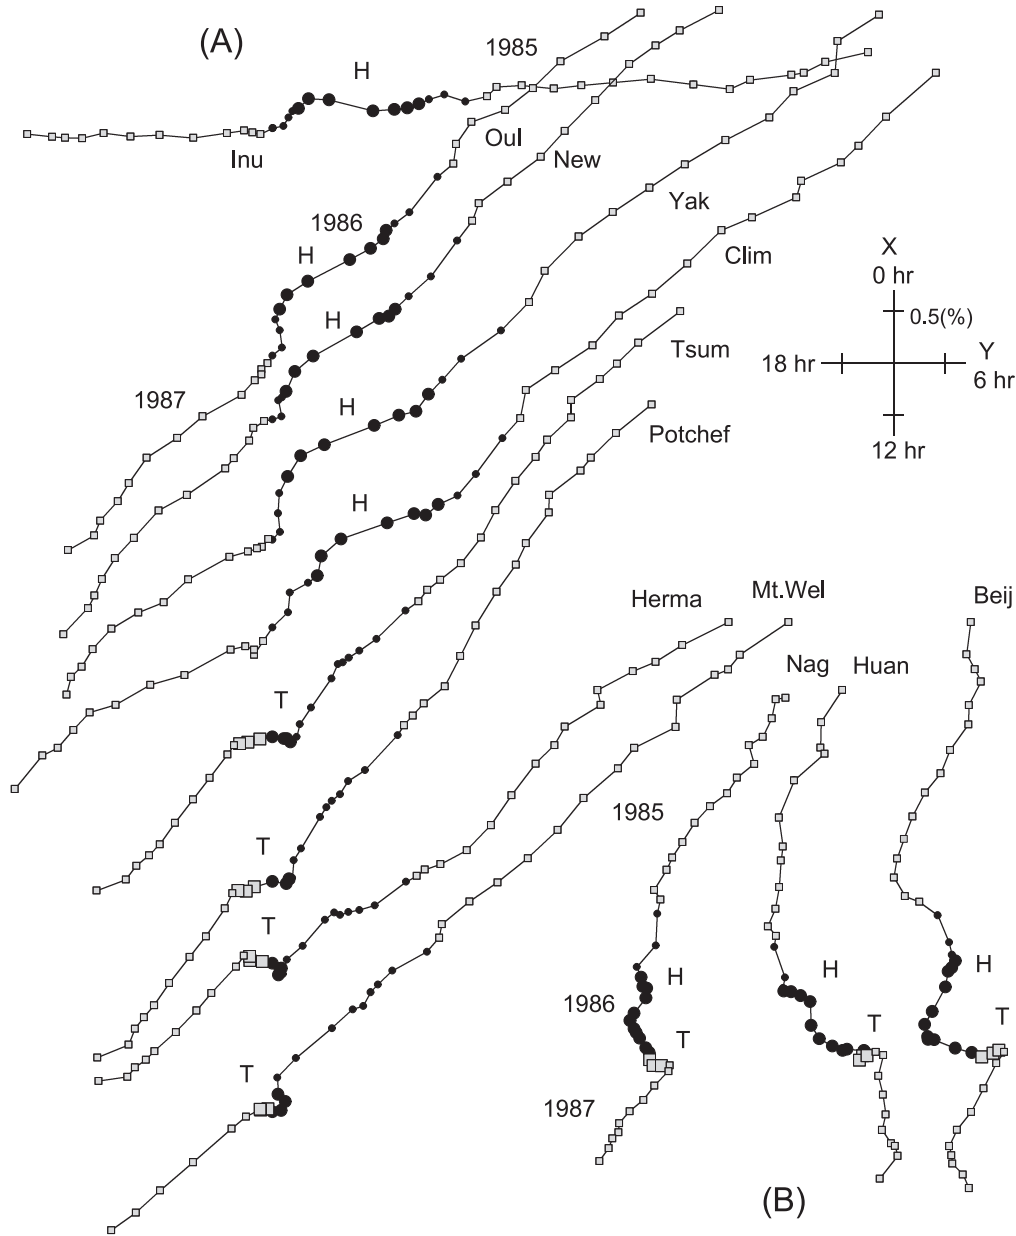 (A)
1985
H
Oul
Inu
New
1986
Yak
H
Clim
X
0 hr
H
0.5(%)
Tsum
Y
18 hr
6 hr
1987
H
Potchef
12 hr
H
Herma
Mt.Wel
Beij
Nag
Huan
T
1985
T
T
H
H
H
1986
T
T
T
T
1987
(B)